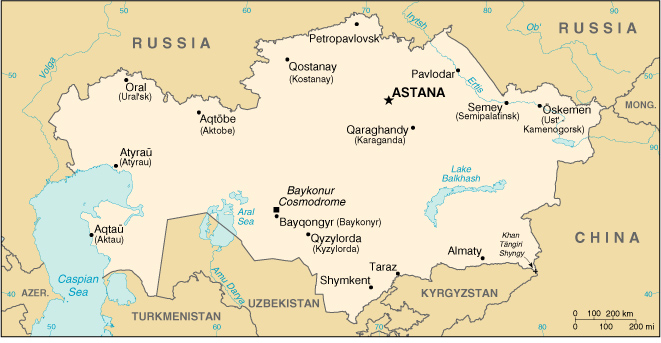 50
60
70
80
Irytsh
Ob'
RUSSIA
RUSSIA
Petropavlovsk
Volga
50
50
Qostanay
(Kostanay)
Pavlodar
Ertis
Oral
(Ural'sk)
ASTANA
Semey
(Semipalatinsk)
Öskemen
(Ust'
Kamenogorsk)
MONG.
Aqtöbe
(Aktobe)
Qaraghandy
(Karaganda)
90
Atyraū
(Atyrau)
Lake
Balkhash
Baykonur
Cosmodrome
Aral
Sea
Bayqongyr (Baykonyr)
Aqtaū
(Aktau)
Qyzylorda
(Kyzylorda)
Khan
Tängiri
Shyngy
CHINA
Almaty
Taraz
Shymkent
Caspian
Sea
Amu Darya
AZER.
40
UZBEKISTAN
KYRGYZSTAN
40
TURKMENISTAN
0 100 200 km
0 100 200 mi
50
60
70
80